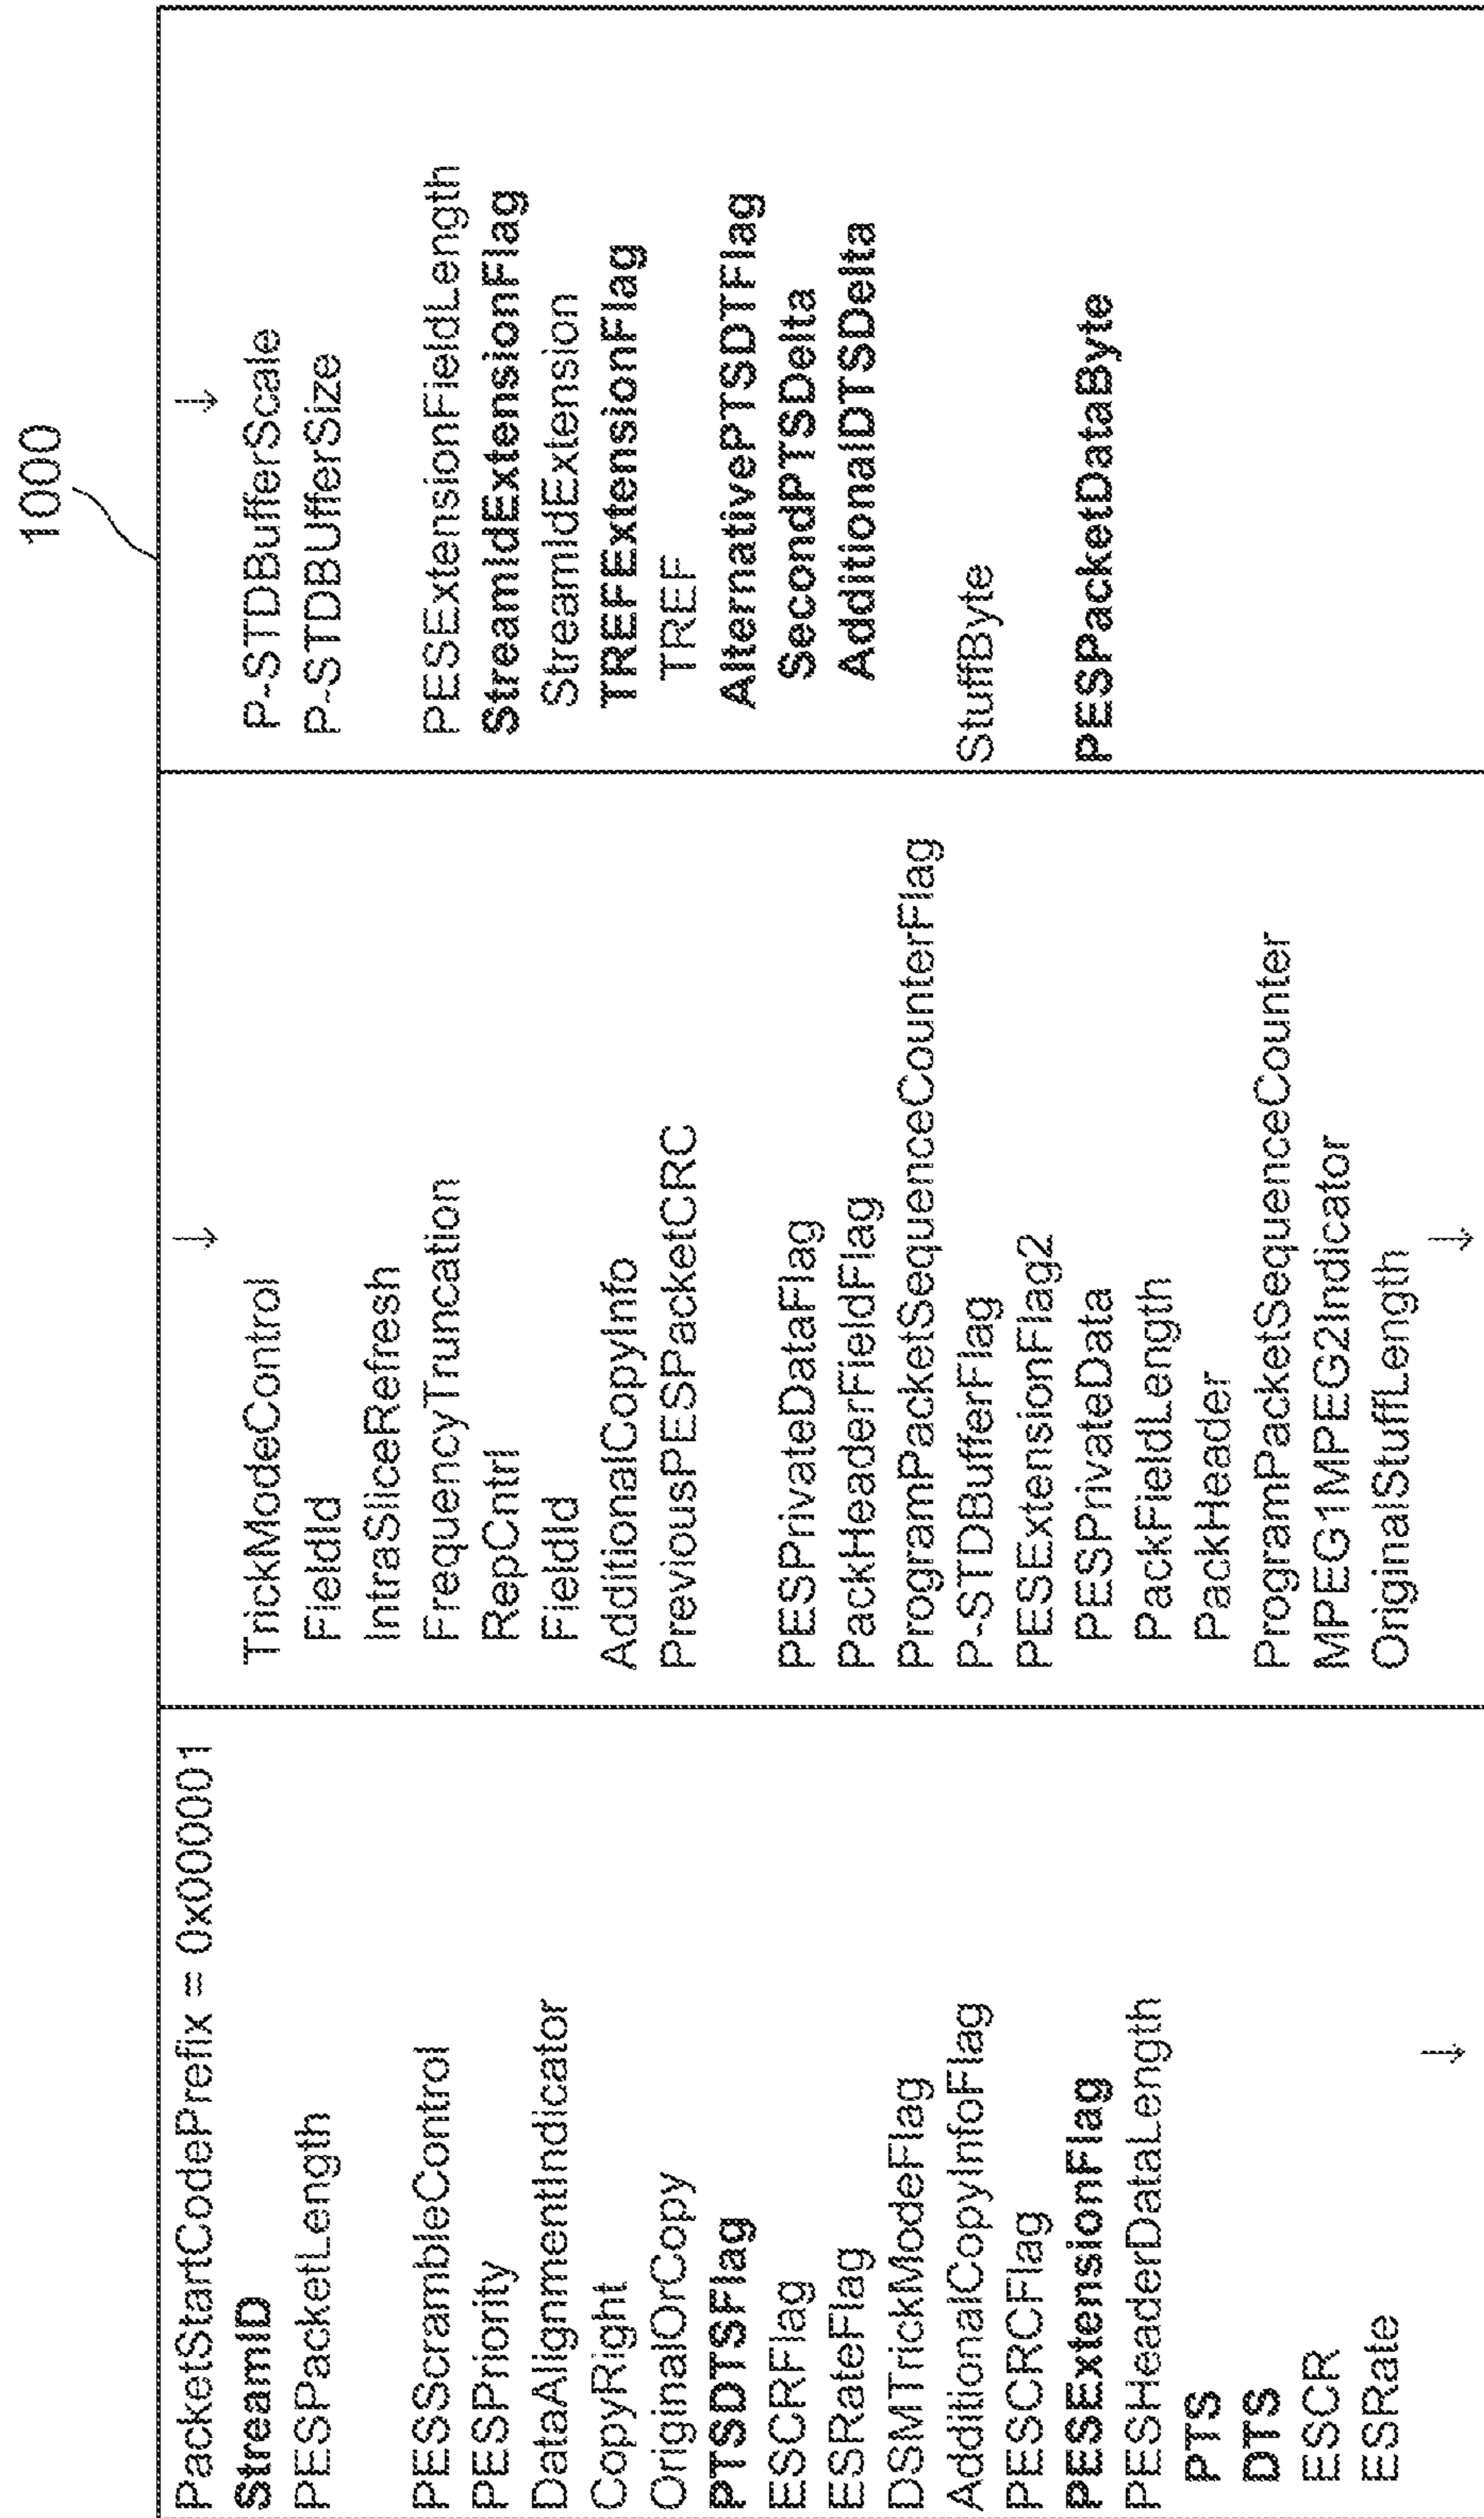 1000
PacketStartCodePrefix = 0x000001
StreamID
PESPacketLength
PESScrambleControl
PESPriority
DataAlignmentIndicator
CopyRight
OriginalOrCopy
PTSDTSFlag
ESCRFlag
ESRateFlag
DSMTrickModeFlag
AdditionalCopyInfoFlag
PESCRCFlag
PESExtensionFlag
PESHeaderDataLength
PTS
DTS
ESCR
ESRate
↓
↓
TrickModeControl
FieldId
IntraSliceRefresh
FrequencyTruncation
RepCntrl
FieldId
AdditionalCopyInfo
PreviousPESPacketCRC
PESPrivateDataFlag
PackHeaderFieldFlag
ProgramPacketSequenceCounterFlag
P-STDBufferFlag
PESExtensionFlag2
PESPrivateData
PackFieldLength
PackHeader
ProgramPacketSequenceCounter
MPEG1MPEG2Indicator
OriginalStuffLength
↓
↓
P-STDBufferScale
P-STDBUfferSize
PESExtensionFieldLength
StreamIdExtensionFlag
StreamIdExtension
TREFExtensionFlag
TREF
AlternativePTSDTFlag
SecondPTSDelta
AdditionalDTSDelta
StuffByte
PESPacketDataByte